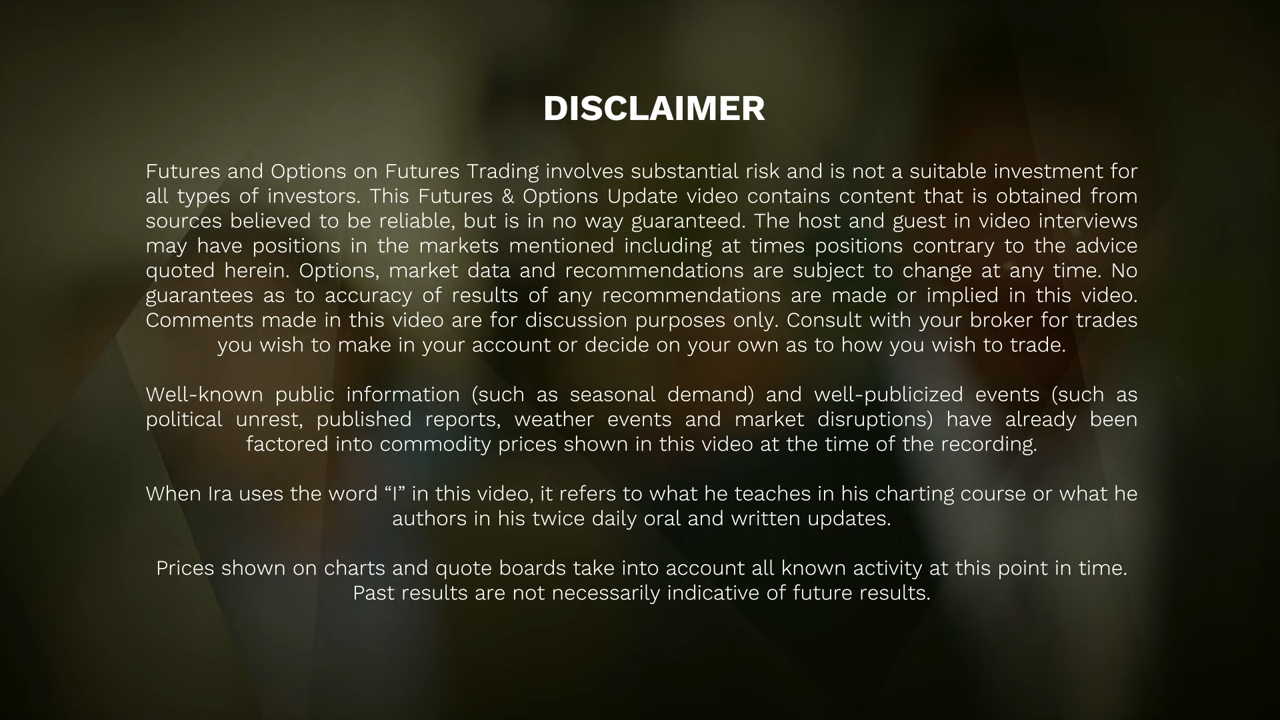 DISCLAIMER
Futures and Options on Futures Trading involves substantial risk and is not a suitable investment for
all types of investors. This Futures & Options Update video contains content that is obtained from
sources believed to be reliable, but is in no way guaranteed. The host and guest in video interviews
may have positions in the markets mentioned including at times positions contrary to the advice
quoted herein. Options, market data and recommendations are subject to change at any time. No
guarantees as to accuracy of results of any recommendations are made or implied in this video.
Comments made in this video are for discussion purposes only. Consult with your broker for trades
you wish to make in your account or decide on your own as to how you wish to trade.
Well-known public information (such as seasonal demand) and well-publicized events (such as
political unrest, published reports, weather events and market disruptions) have already been
factored into commodity prices shown in this video at the time of the recording.
When Ira uses the word “I” in this video, it refers to what he teaches in his charting course or what he
authors in his twice daily oral and written updates.
Prices shown on charts and quote boards take into account all known activity at this point in time.
Past results are not necessarily indicative of future results.